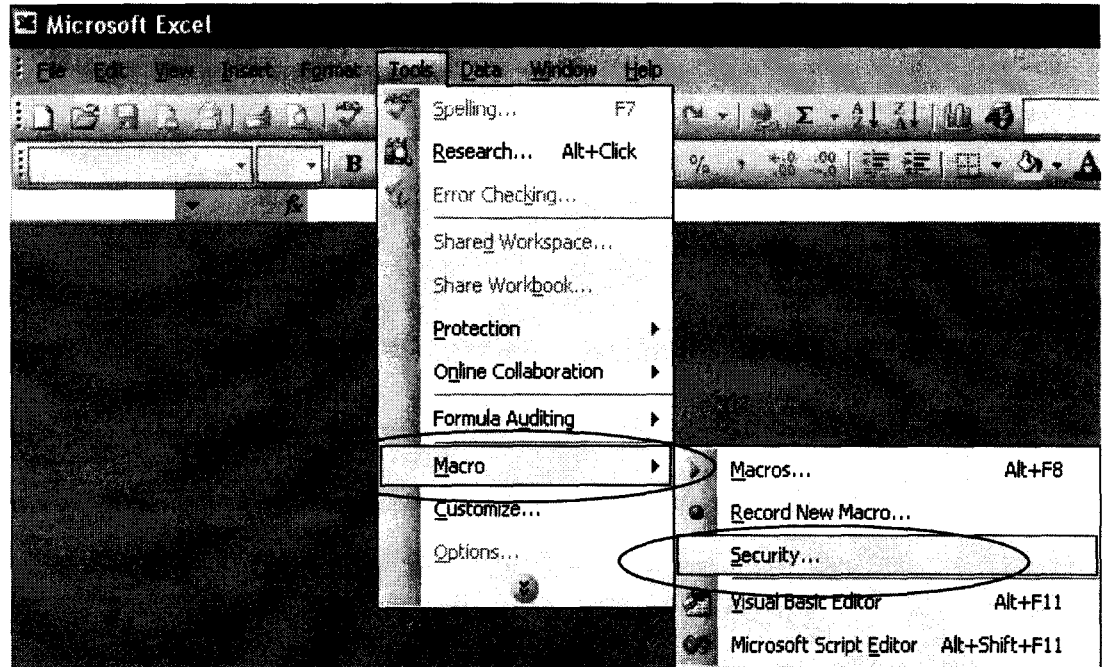 Microsoft Excel
File Edit View Insert Format Tools Data Window Help
B % , A
Spelling... F7
Research... Alt+Click
Error Checking...
Shared Workspace...
Share Workbook...
Protection
Online Collaboration
Formula Auditing
Macro
Customize...
Options...
Macros... Alt+F8
Record New Macro...
Security...
Visual Basic Editor Alt+F11
Microsoft Script Editor Alt+Shift+F11